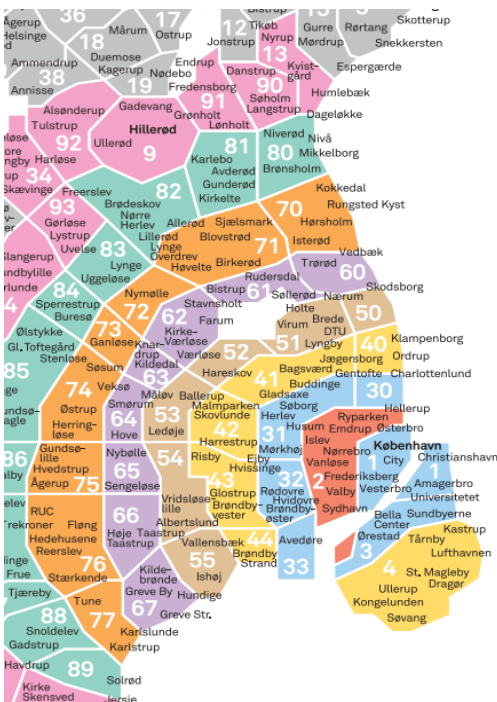 36
Mårum
17
Ostrup
18
Duemose
Kagerup
Ammendrup
38
Annisse
19
Nødebo
12
Tikøb
Jonstrup
Nyrup
13
Gurre
Mørdrup
Rørtang
Skotterup
Snekkersten
Espergærde
Endrup
Fredensborg
91
Grønholt
Lønholt
Danstrup
Kvist-
gård
90
Søholm
Langstrup
Humlebæk
Dageløkke
Gadevang
Hillerød
9
Ullerød
Alsønderup
Tulstrup
92
Harløse
34
Skævinge
Freerslev
93
Gørløse
Lystrup
Uvelse
81
Karlebo
Avderød
Gunderød
Kirkelte
Niverød
80
Nivå
Mikkelborg
Brønsholm
Kokkedal
Rungsted Kyst
82
Brødeskov
Nørre
Herlev
Allerød
Lillerød
Lynge
Overdrev
Høvelte
Sjælsmark
Blovstrød
71
Birkerød
70
Hørsholm
Isterød
83
Lynge
Uggeløse
84
Sperrestrup
Buresø
Vedbæk
Trørød
60
Skodsborg
Rudersdal
Bistrup
61
Søllerød
Nærum
Nymølle
72
Stavnsholt
62
Farum
Kirke-
Værløse
Værløse
Holte
Virum
51
Brede
DTU
Lyngby
50
Ølstykke
Gl. Toftegård
Stenløse
73
Ganløse
Knar-
drup
Kildedal
Søsum
63
52
Hareskov
40
Klampenborg
Ordrup
Jægersborg
Gentofte
Charlottenlund
85
74
Østrup
Herring-
løse
Veksø
Smørum
64
Hove
Måløv
Ballerup
53
Ledøje
41
Bagsværd
Buddinge
Gladsaxe
Malmparken
Skovlunde
42
Harrestrup
Søborg
Herlev
31
Mørkhøj
30
Hellerup
Ryparken
Emdrup
Østerbro
Husum
Islev
Nørrebro
Vanløse
2
Frederiksberg
Valby
Sydhavn
København
1
City
Vesterbro
Christianshavn
1
Amagerbro
Universitetet
86
Gundsø-
lille
Hvedstrup
Ågerup
75
Nybølle
65
Sengeløse
54
Risby
Ejby
Hvissinge
43
Glostrup
Brøndby-
vester
32
Rødovre
Hvidovre
Brøndby-
øster
Vridsløse-
lille
Albertslund
RUC
Trekroner
Fløng
Hedehusene
Reerslev
76
Stærkende
66
Høje
Taastrup
Taastrup
Vallensbæk
44
Brøndby
Strand
Avedøre
33
Bella
Center
Ørestad
3
Sundbyerne
Kastrup
Tårnby
Lufthavnen
4
St. Magleby
Dragør
Ullerup
Kongelunden
Søvang
55
Ishøj
Kilde-
brønde
Greve By
Hundige
67
Greve Str.
Tune
77
Karlslunde
Karlstrup
Frue
Tjæreby
88
Snoldelev
Gadstrup
Havdrup
89
Solrød
Jersie
Kirke
Skensved